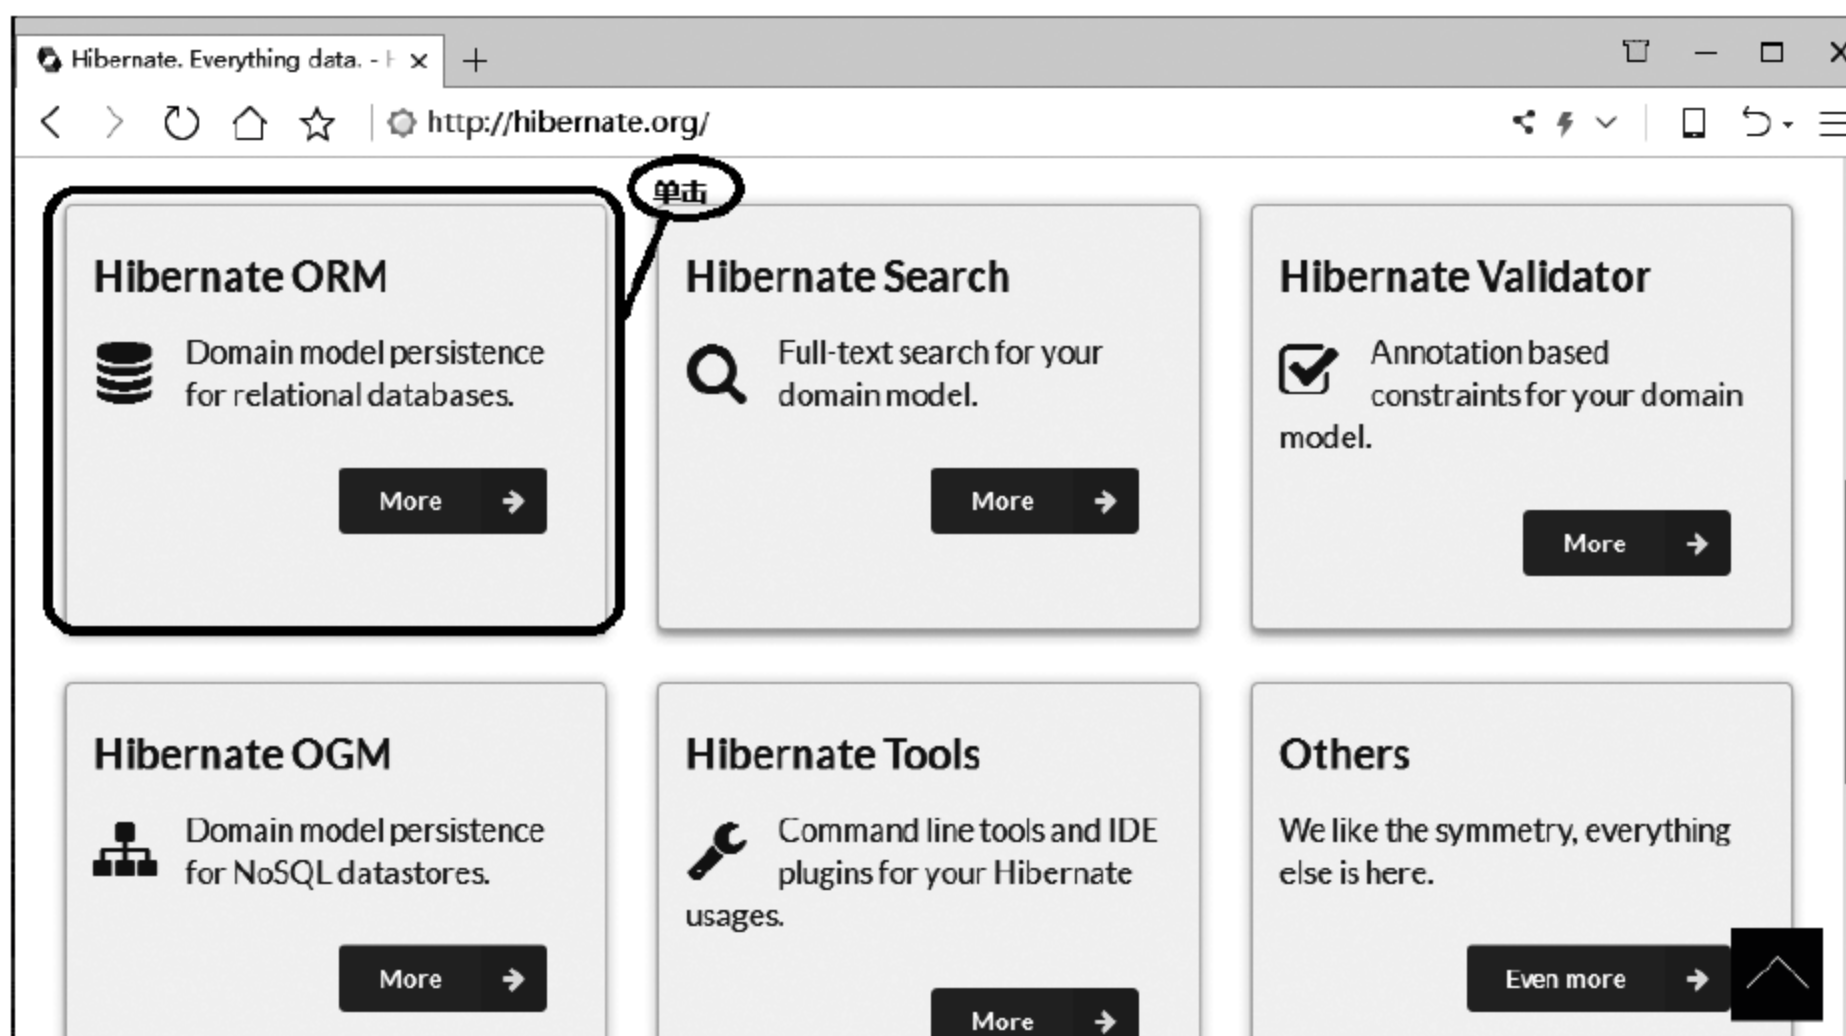 Hibernate. Everything data. -
http://hibernate.org/
单击
Hibernate ORM
Domain model persistence
for relational databases.
More
Hibernate Search
Full-text search for your
domain model.
More
Hibernate Validator
Annotation based
constraints for your domain
model.
More
Hibernate OGM
Domain model persistence
for NoSQL datastores.
More
Hibernate Tools
Command line tools and IDE
plugins for your Hibernate
usages.
More
Others
We like the symmetry, everything
else is here.
Even more